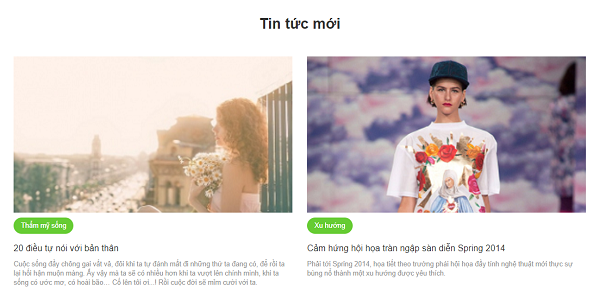 Tin tức mới
Thẩm mỹ sống
20 điều tự nói với bản thân
Cuộc sống đầy chông gai vất vả, đôi khi ta tự đánh mất đi những thứ ta đang có, để rồi ta
lại hối hận muộn màng. Ấy vậy mà ta sẽ có nhiều hơn khi ta vượt lên chính mình, khi ta
sống có ước mơ, có hoài bão... Cố lên tôi ơi...! Rồi cuộc đời sẽ mỉm cười với ta.
Xu hướng
Cảm hứng hội họa tràn ngập sàn diễn Spring 2014
Phải tới Spring 2014, họa tiết theo trường phái hội họa đầy tính nghệ thuật mới thực sự
bùng nổ thành một xu hướng được yêu thích.